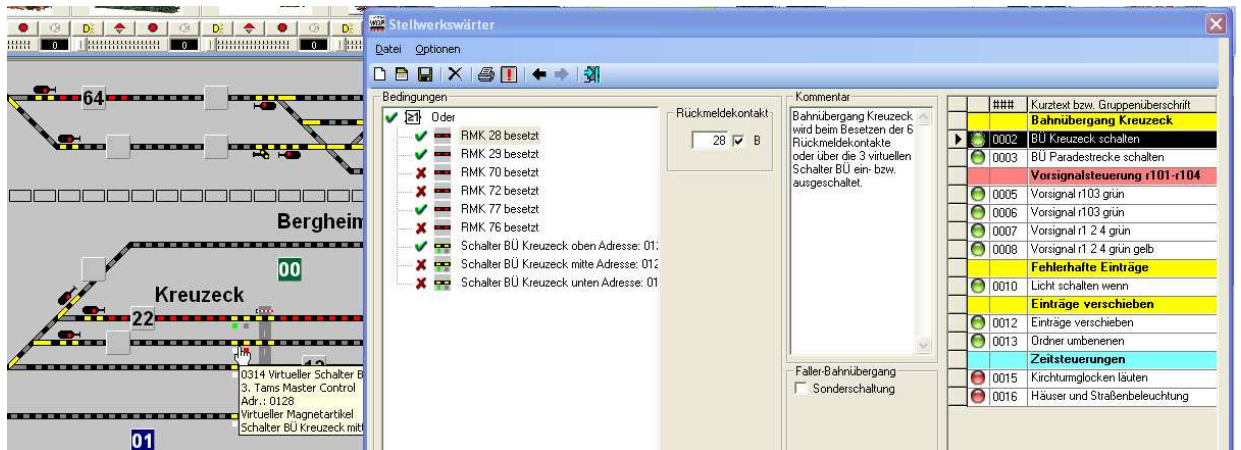 D:
D:
D:
0
0
0
64
Bergheim
00
Kreuzeck
22
0314 Virtueller Schalter B
3. Tams Master Control
Adr.: 0128
Virtueller Magnetartikel
Schalter BÜ Kreuzeck mitt
01
Stellwerkswärter
Datei Optionen
Bedingungen
≥1 Oder
RMK 28 besetzt
RMK 29 besetzt
RMK 70 besetzt
RMK 72 besetzt
RMK 77 besetzt
RMK 76 besetzt
Schalter BÜ Kreuzeck oben Adresse: 012
Schalter BÜ Kreuzeck mitte Adresse: 012
Schalter BÜ Kreuzeck unten Adresse: 01
Rückmeldekontakt
28 B
Kommentar
Bahnübergang Kreuzeck
wird beim Besetzen der 6
Rückmeldekontakte
oder über die 3 virtuellen
Schalter BÜ ein- bzw.
ausgeschaltet.
Faller-Bahnübergang
Sonderschaltung
### Kurztext bzw. Gruppenüberschrift
Bahnübergang Kreuzeck
0002 BÜ Kreuzeck schalten
0003 BÜ Paradestrecke schalten
Vorsignalsteuerung r101-r104
0005 Vorsignal r103 grün
0006 Vorsignal r103 grün
0007 Vorsignal r1 2 4 grün
0008 Vorsignal r1 2 4 grün gelb
Fehlerhafte Einträge
0010 Licht schalten wenn
Einträge verschieben
0012 Einträge verschieben
0013 Ordner umbenenen
Zeitsteuerungen
0015 Kirchturmglocken läuten
0016 Häuser und Straßenbeleuchtung